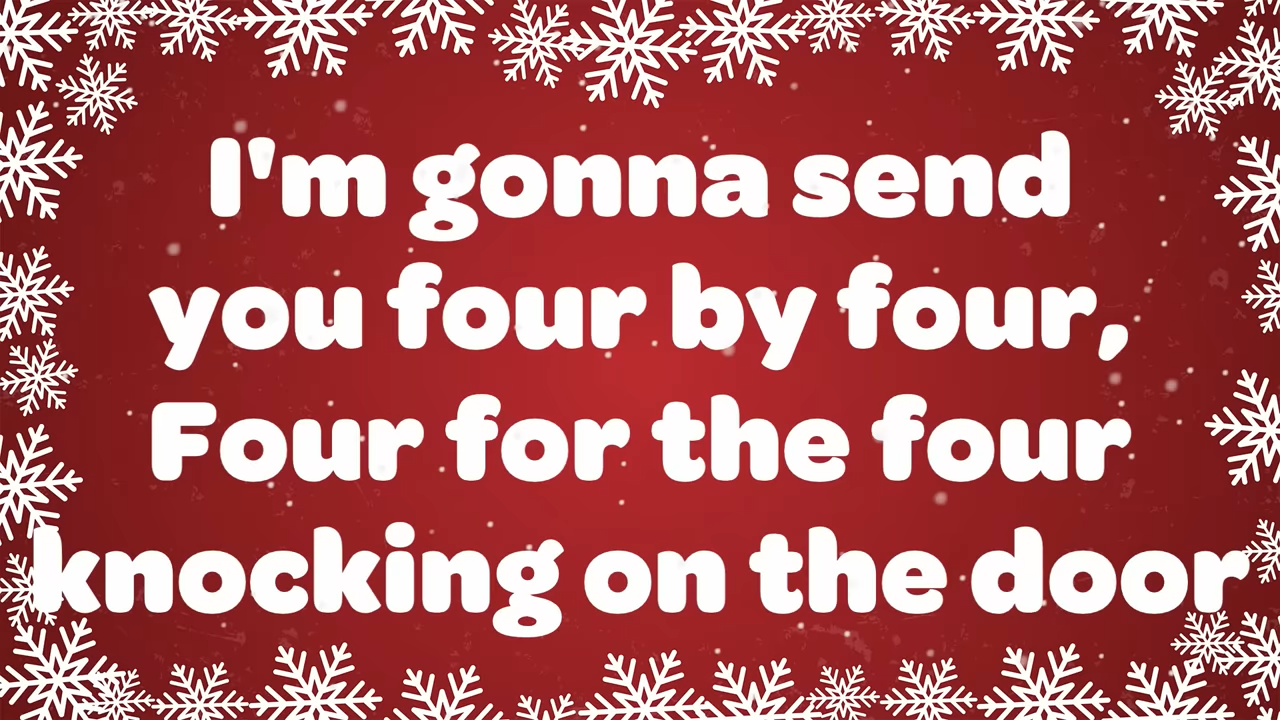 I'm gonna send
you four by four,
Four for the four
knocking on the door